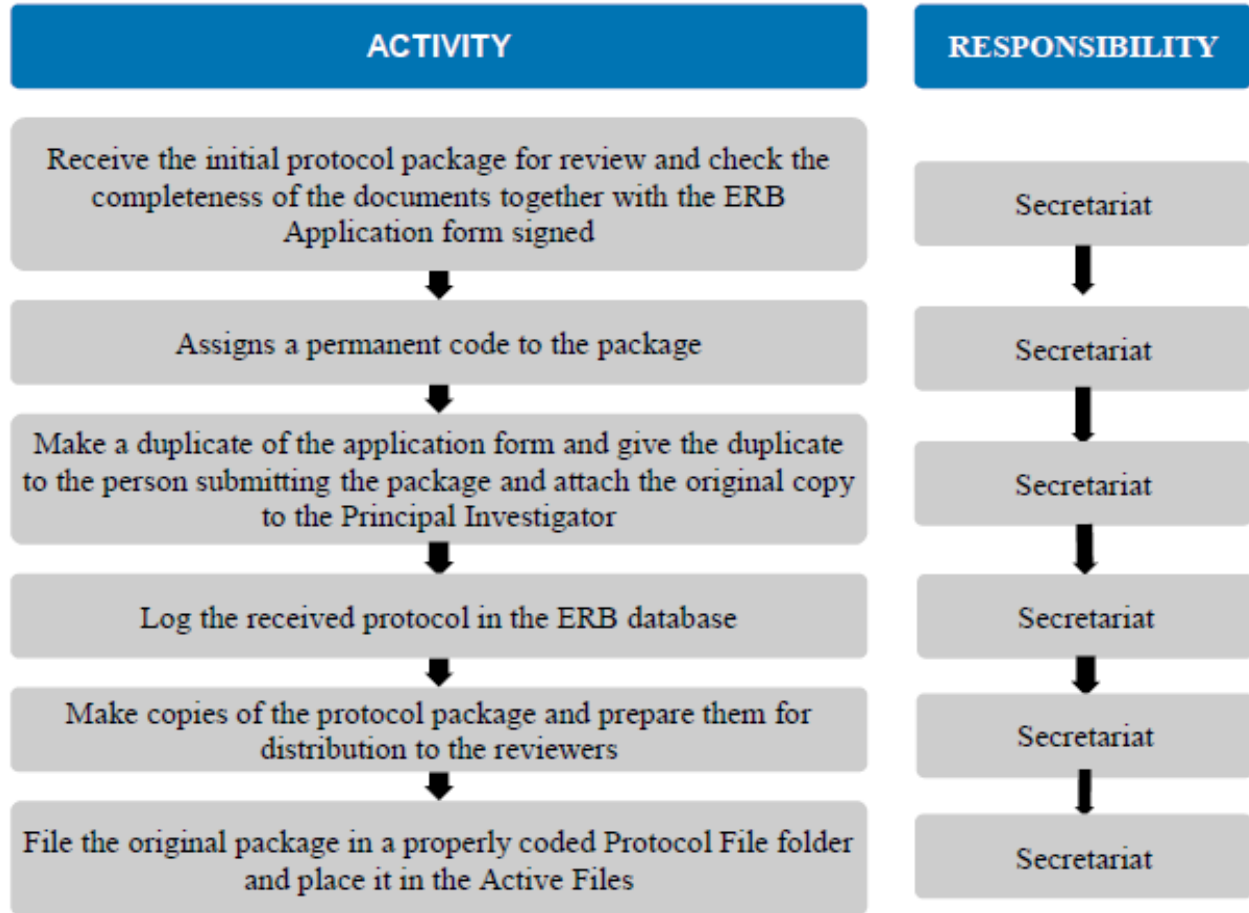 ACTIVITY
RESPONSIBILITY
Receive the initial protocol package for review and check the
completeness of the documents together with the ERB
Application form signed
Secretariat
Assigns a permanent code to the package
Secretariat
Make a duplicate of the application form and give the duplicate
to the person submitting the package and attach the original copy
to the Principal Investigator
Secretariat
Log the received protocol in the ERB database
Secretariat
Make copies of the protocol package and prepare them for
distribution to the reviewers
Secretariat
File the original package in a properly coded Protocol File folder
and place it in the Active Files
Secretariat